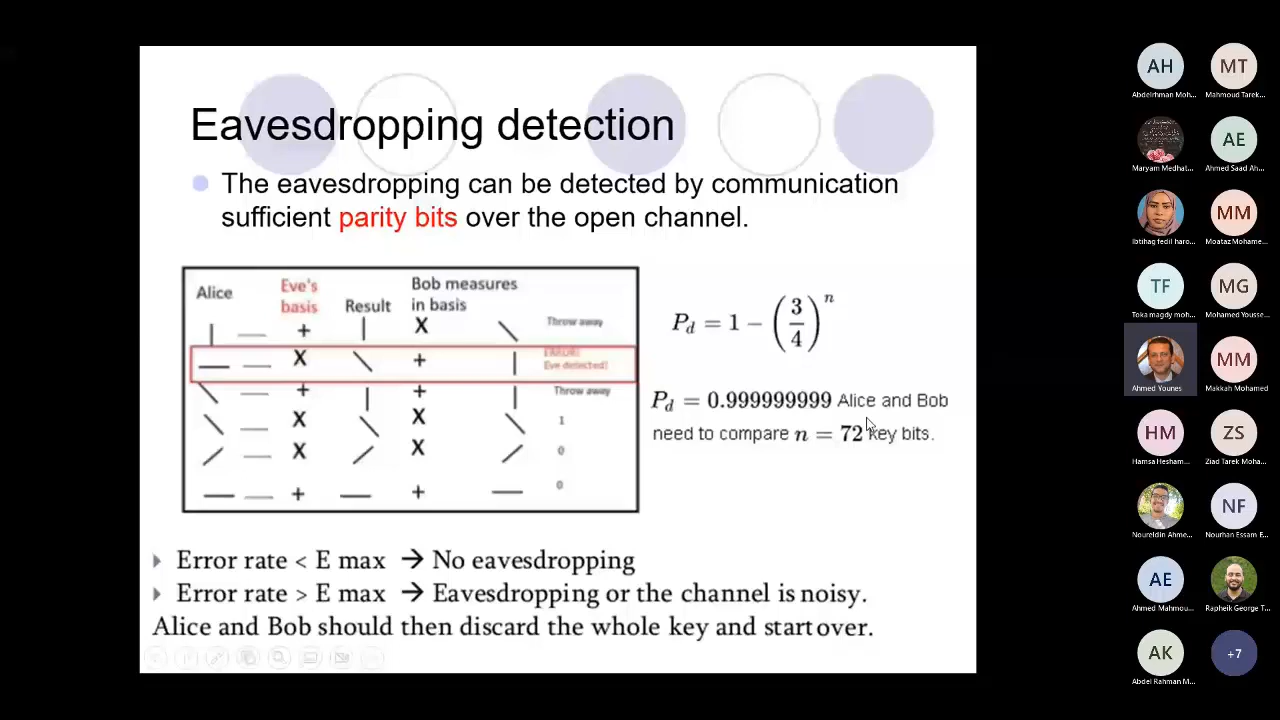 Eavesdropping detection
The eavesdropping can be detected by communication
sufficient parity bits over the open channel.
Alice
Eve's
basis
Result
Bob measures
in basis
+ X Throw away
X + ERROR!
Eve detected!
+ + Throw away
X X 1
X X 0
+ + 0
P_d = 1 − (3/4)^n
P_d = 0.999999999 Alice and Bob
need to compare n = 72 key bits.
Error rate < E max → No eavesdropping
Error rate > E max → Eavesdropping or the channel is noisy.
Alice and Bob should then discard the whole key and start over.
AH
Abdelrhman Moh...
MT
Mahmoud Tarek...
Maryam Medhat...
AE
Ahmed Saad Ah...
Ibtihag fedil haro...
MM
Moataz Mohame...
TF
Toka magdy moh...
MG
Mohamed Yousse...
Ahmed Younes
MM
Makkah Mohamed
HM
Hamsa Hesham...
ZS
Ziad Tarek Moha...
Noureldin Ahme...
NF
Nourhan Essam E...
AE
Ahmed Mahmou...
Rapheik George T...
AK
Abdel Rahman M...
+7